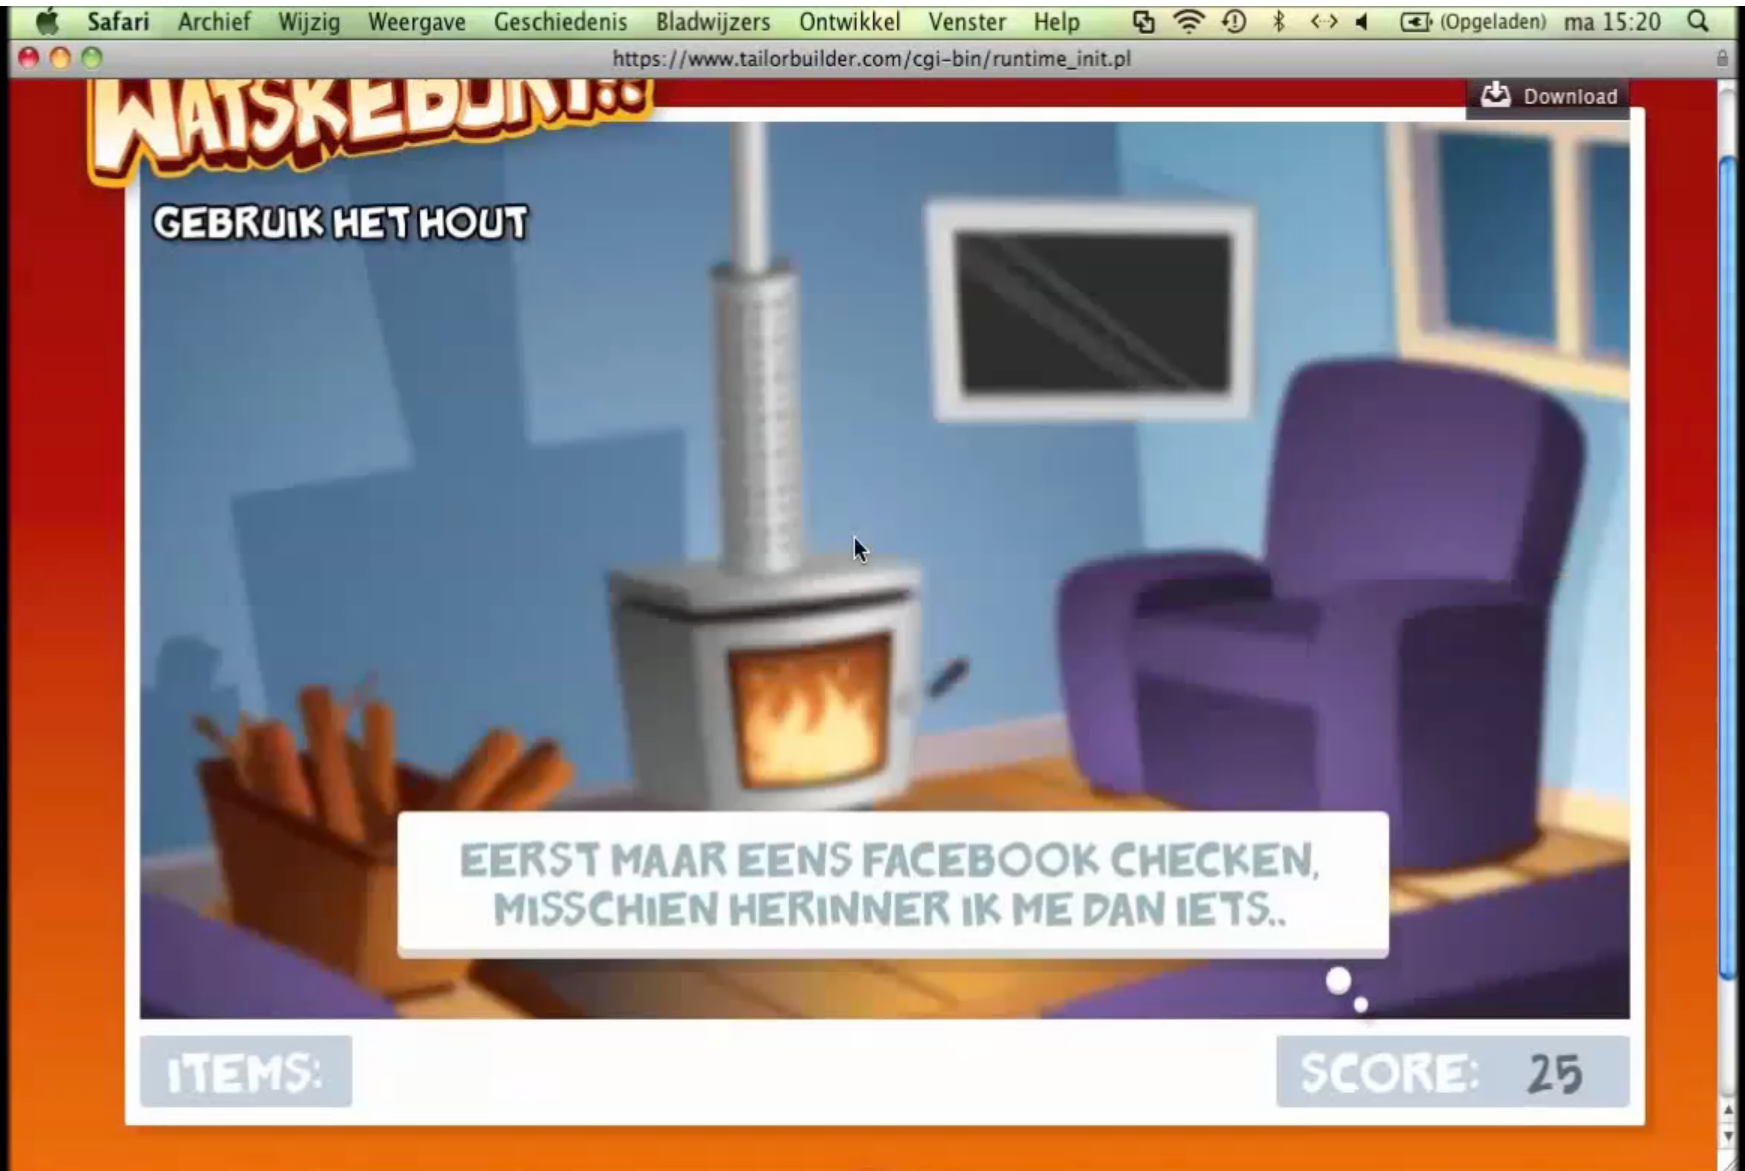 Safari Archief Wijzig Weergave Geschiedenis Bladwijzers Ontwikkel Venster Help (Opgeladen) ma 15:20
https://www.tailorbuilder.com/cgi-bin/runtime_init.pl
WATSKEBURT!!
Download
GEBRUIK HET HOUT
EERST MAAR EENS FACEBOOK CHECKEN,
MISSCHIEN HERINNER IK ME DAN IETS..
ITEMS:
SCORE: 25